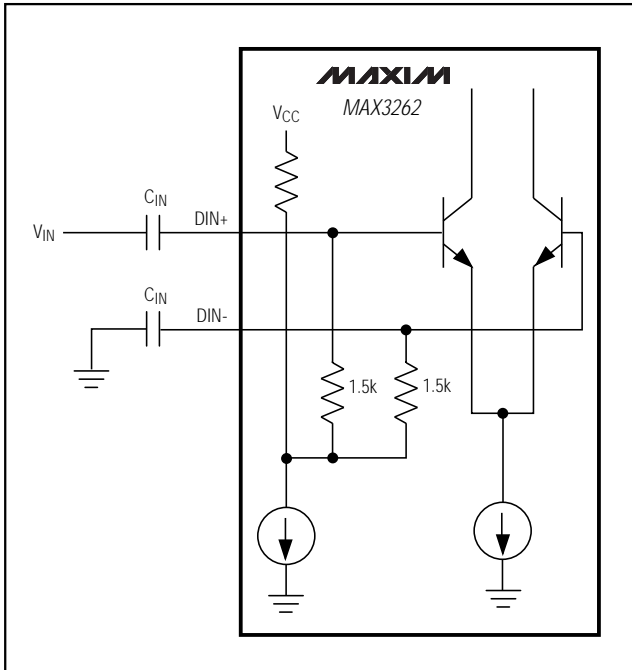 MAXIM
MAX3262
VCC
CIN
DIN+
VIN
CIN
DIN-
1.5k
1.5k